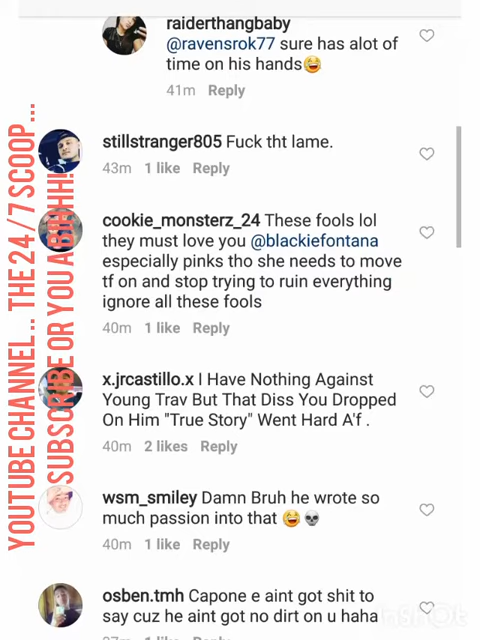 raiderthangbaby
@ravensrok77 sure has alot of
time on his hands😂
41m Reply
stillstranger805 Fuck tht lame.
43m 1 like Reply
cookie_monsterz_24 These fools lol
they must love you @blackiefontana
especially pinks tho she needs to move
tf on and stop trying to ruin everything
ignore all these fools
40m 1 like Reply
x.jrcastillo.x I Have Nothing Against
Young Trav But That Diss You Dropped
On Him "True Story" Went Hard A'f .
40m 2 likes Reply
wsm_smiley Damn Bruh he wrote so
much passion into that 😂💀
40m 1 like Reply
osben.tmh Capone e aint got shit to
say cuz he aint got no dirt on u haha
1 like Reply
YOUTUBE CHANNEL .. THE 24/7 SCOOP...
SUBSCRIBE OR YOU A BIHHHH!
InShOt